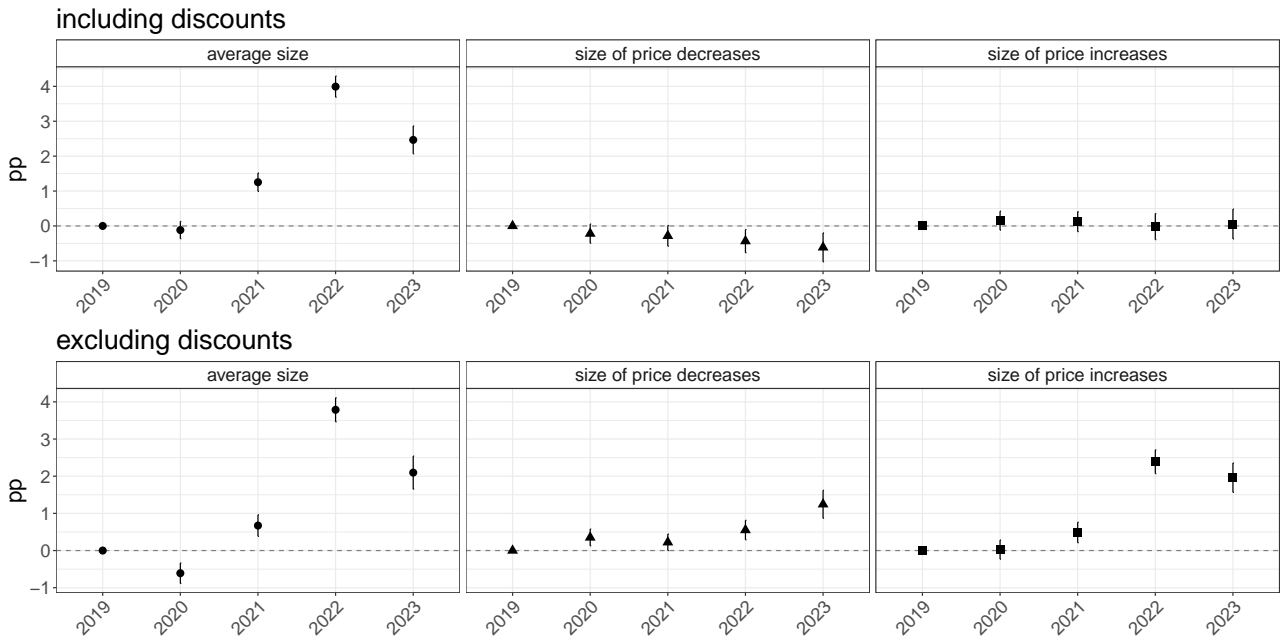 including discounts
average size
size of price decreases
size of price increases
pp
4
3
2
1
0
−1
2019 2020 2021 2022 2023
2019 2020 2021 2022 2023
2019 2020 2021 2022 2023
excluding discounts
average size
size of price decreases
size of price increases
pp
4
3
2
1
0
−1
2019 2020 2021 2022 2023
2019 2020 2021 2022 2023
2019 2020 2021 2022 2023